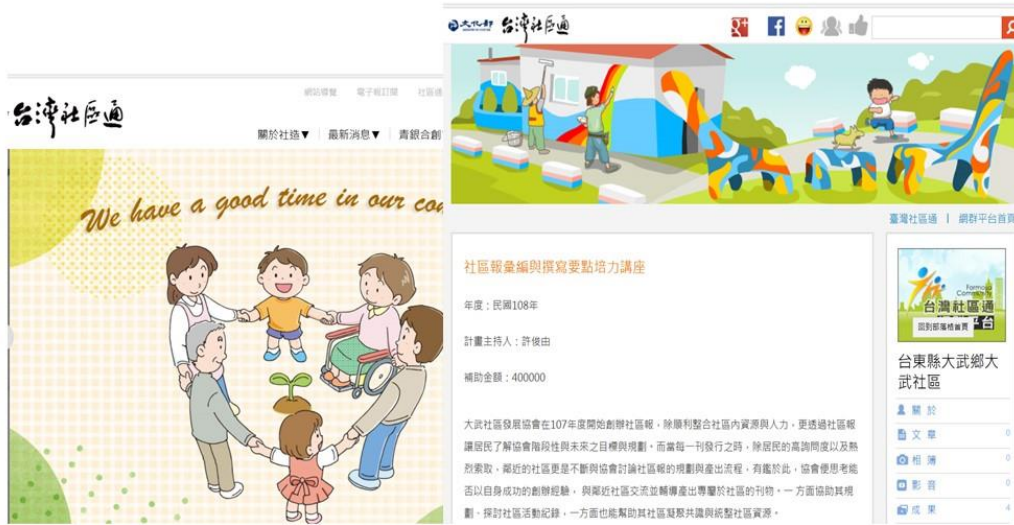 台灣社區通
網站導覽 電子報訂閱 社區通
關於社造▼ 最新消息▼ 青銀合創
We have a good time in our com
文化部 台灣社區通
臺灣社區通 | 網群平台首頁
社區報彙編與撰寫要點培力講座
年度：民國108年
計畫主持人：許俊由
補助金額：400000
大武社區發展協會在107年度開始創辦社區報，除順利整合社區內資源與人力，更透過社區報
讓居民了解協會階段性與未來之目標與規劃。而當每一刊發行之時，除居民的高詢問度以及熱
烈索取，鄰近的社區更是不斷與協會討論社區報的規劃與產出流程，有鑑於此，協會便思考能
否以自身成功的創辦經驗， 與鄰近社區交流並輔導產出專屬於社區的刊物。一方面協助其規
劃、探討社區活動記錄，一方面也能幫助其社區凝聚共識與統整社區資源。
Formosa
台灣社區通
平台
回到部落格首頁
台東縣大武鄉大
武社區
關 於
文 章 0
相 簿 0
影 音 0
成 果 4